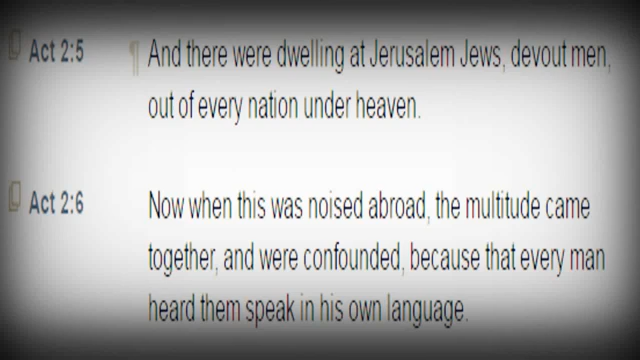 Act 2:5 ¶ And there were dwelling at Jerusalem Jews, devout men,
out of every nation under heaven.
Act 2:6 Now when this was noised abroad, the multitude came
together, and were confounded, because that every man
heard them speak in his own language.